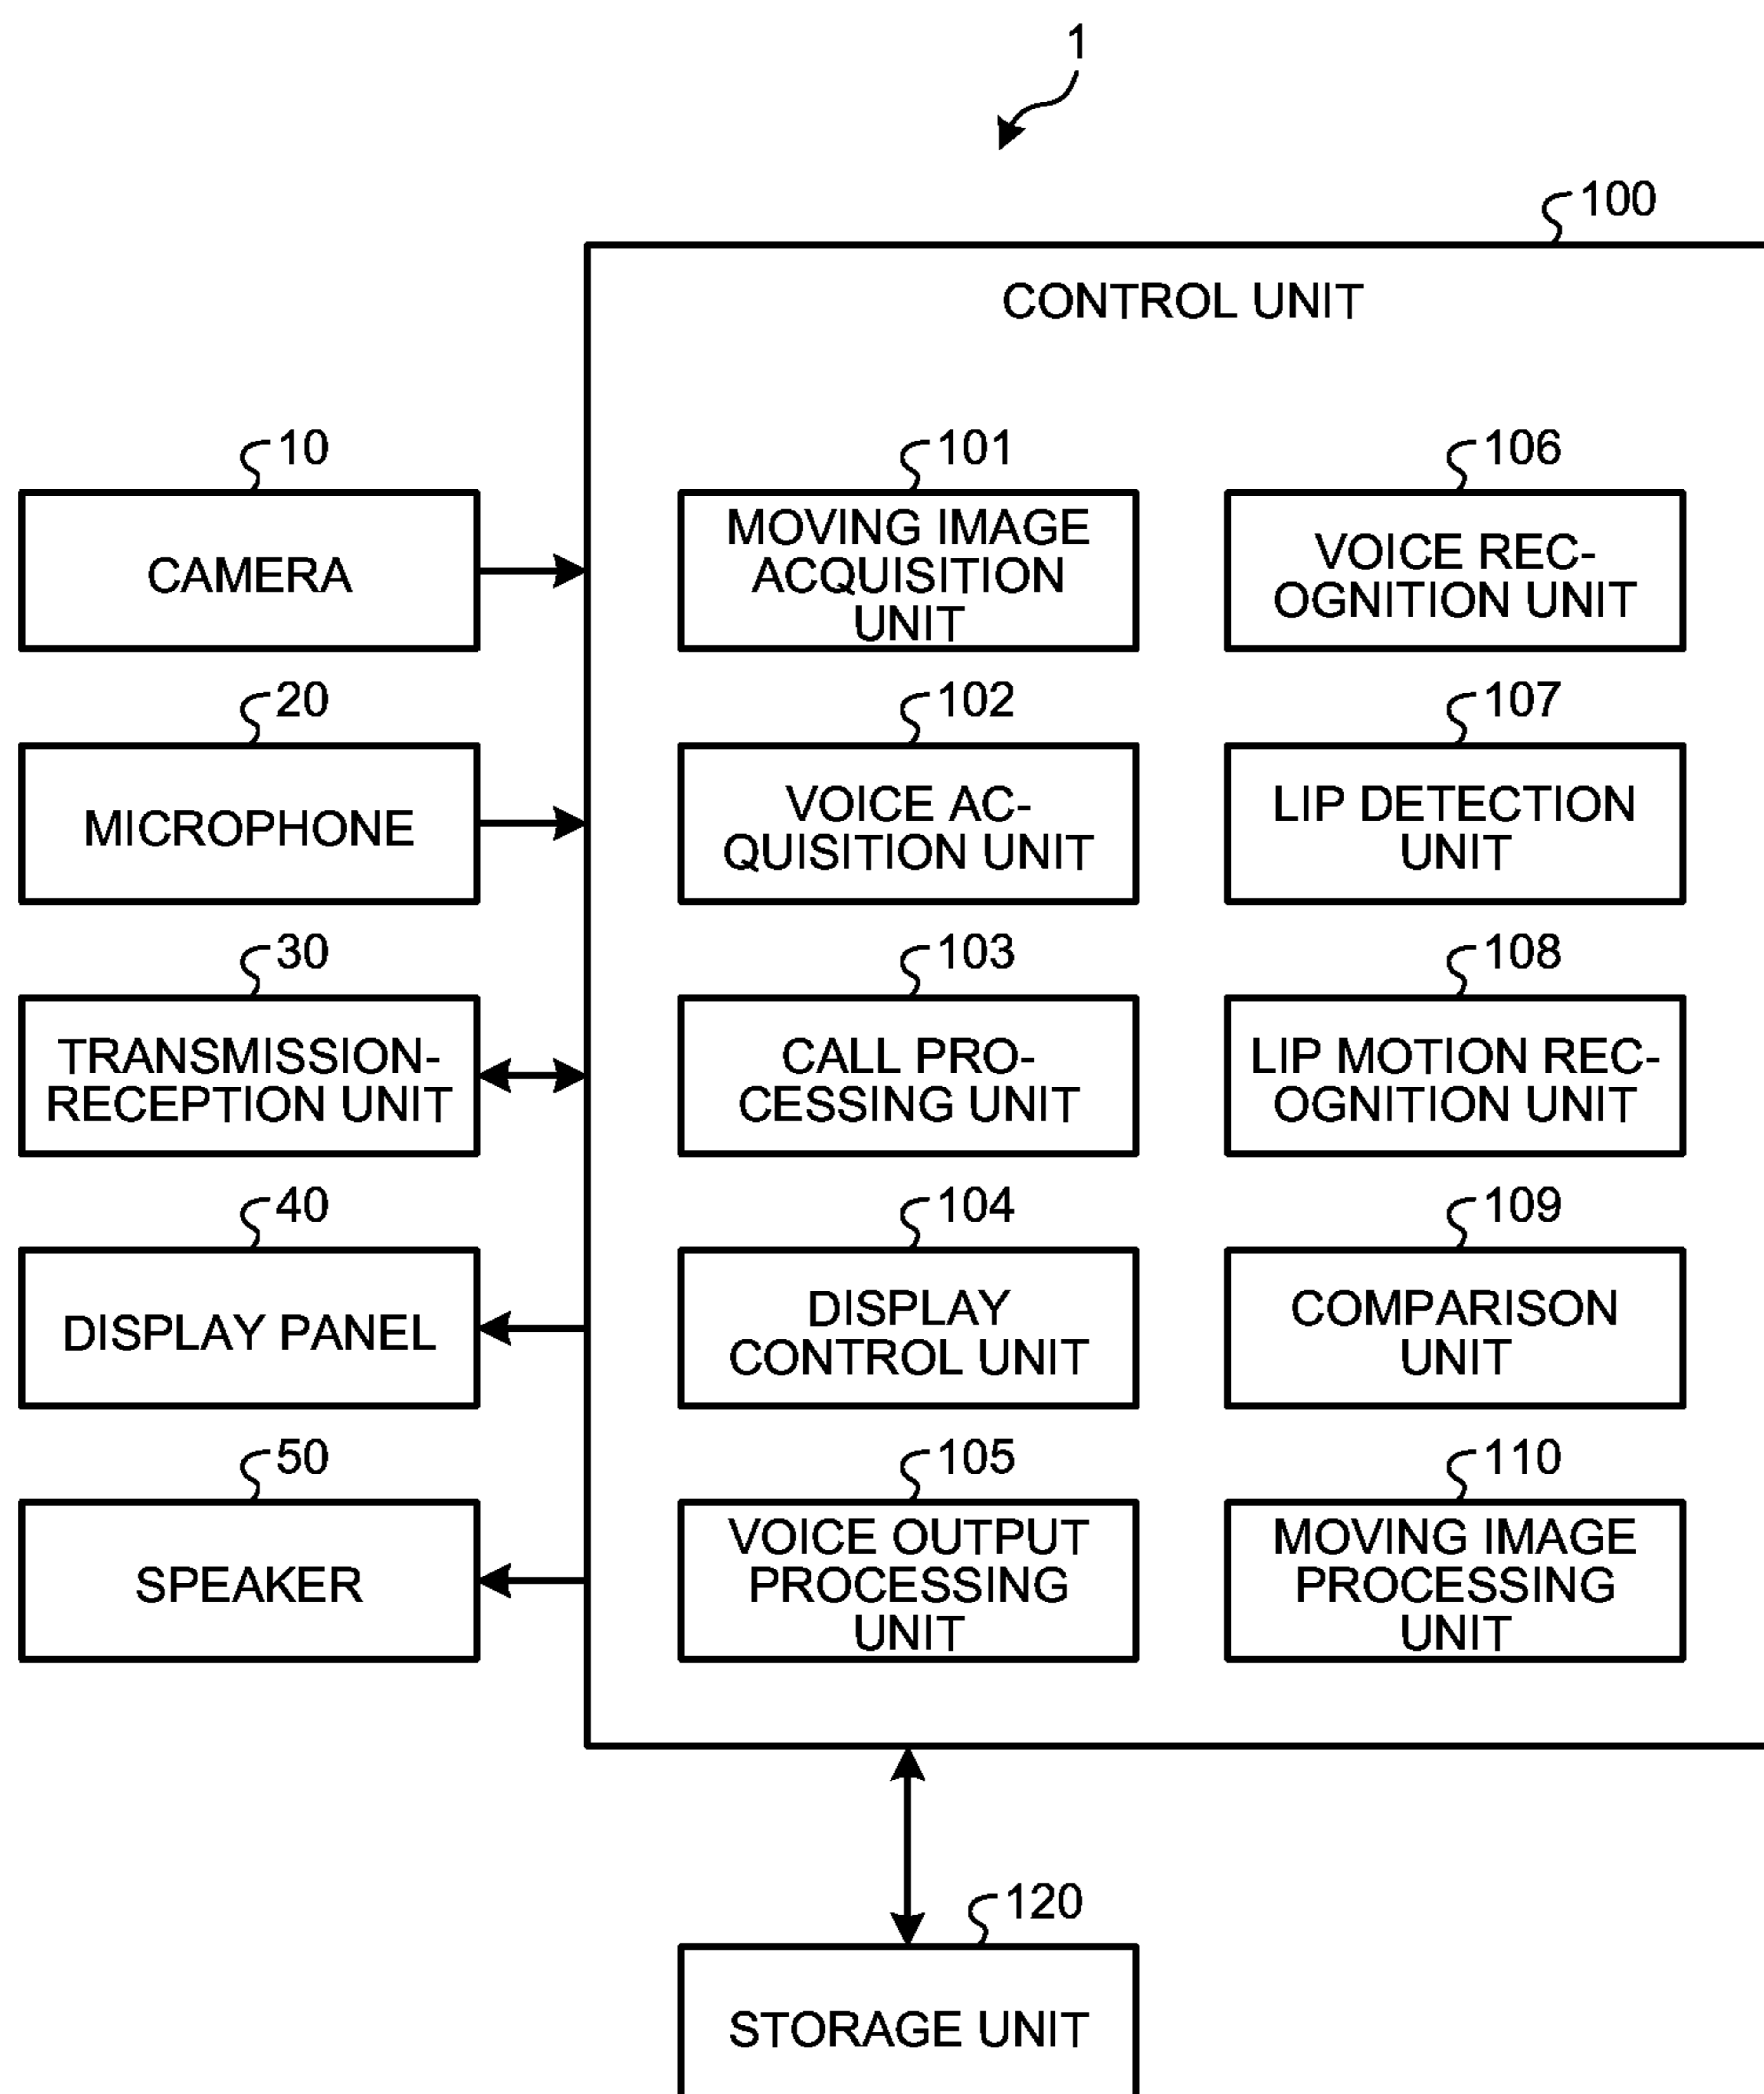 1
100
CONTROL UNIT
10
CAMERA
20
MICROPHONE
30
TRANSMISSION-
RECEPTION UNIT
40
DISPLAY PANEL
50
SPEAKER
101
MOVING IMAGE
ACQUISITION
UNIT
102
VOICE AC-
QUISITION UNIT
103
CALL PRO-
CESSING UNIT
104
DISPLAY
CONTROL UNIT
105
VOICE OUTPUT
PROCESSING
UNIT
106
VOICE REC-
OGNITION UNIT
107
LIP DETECTION
UNIT
108
LIP MOTION REC-
OGNITION UNIT
109
COMPARISON
UNIT
110
MOVING IMAGE
PROCESSING
UNIT
120
STORAGE UNIT